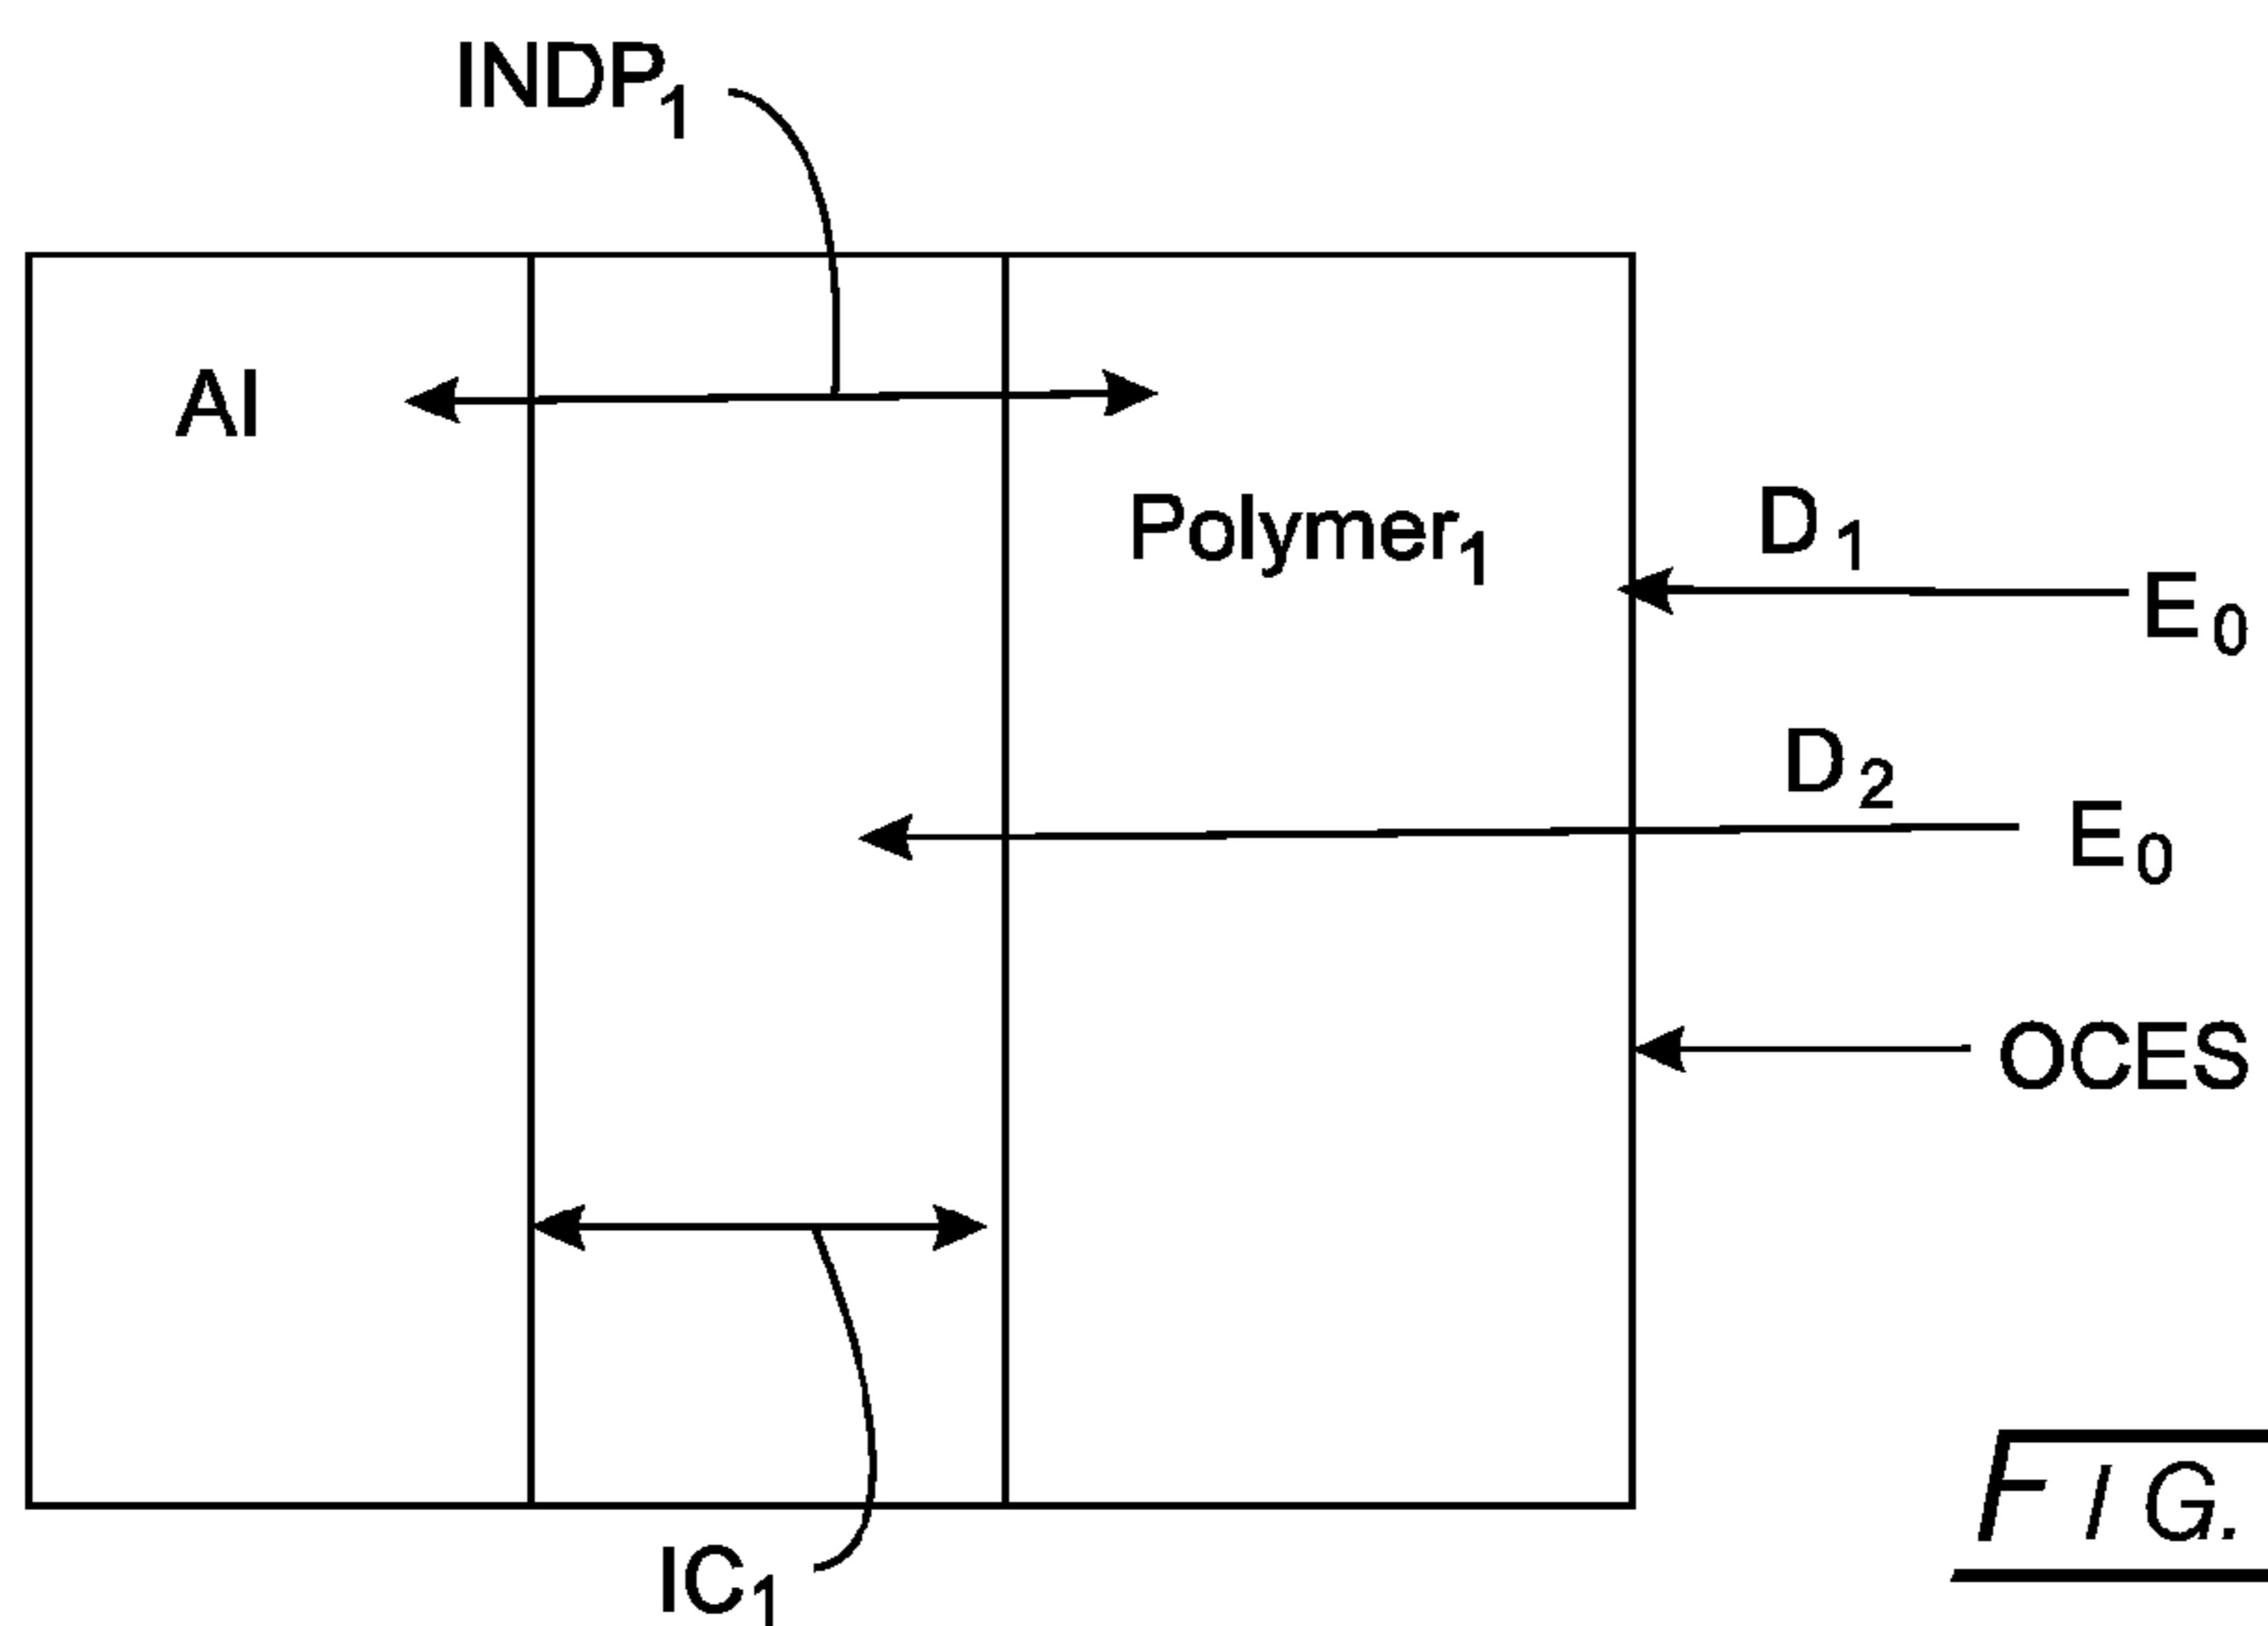 INDP1
Al
Polymer1
D1
E0
D2
E0
OCES
IC1
FIG.